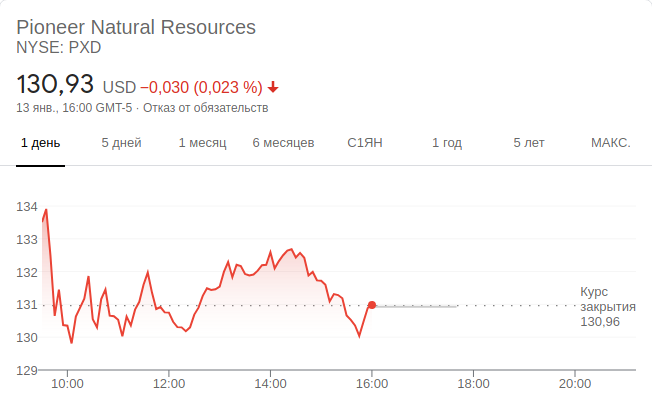 Pioneer Natural Resources
NYSE: PXD
130,93 USD −0,030 (0,023 %)
13 янв., 16:00 GMT-5 · Отказ от обязательств
1 день 5 дней 1 месяц 6 месяцев С1ЯН 1 год 5 лет МАКС.
134
133
132
131
130
129
Курс
закрытия
130,96
10:00 12:00 14:00 16:00 18:00 20:00